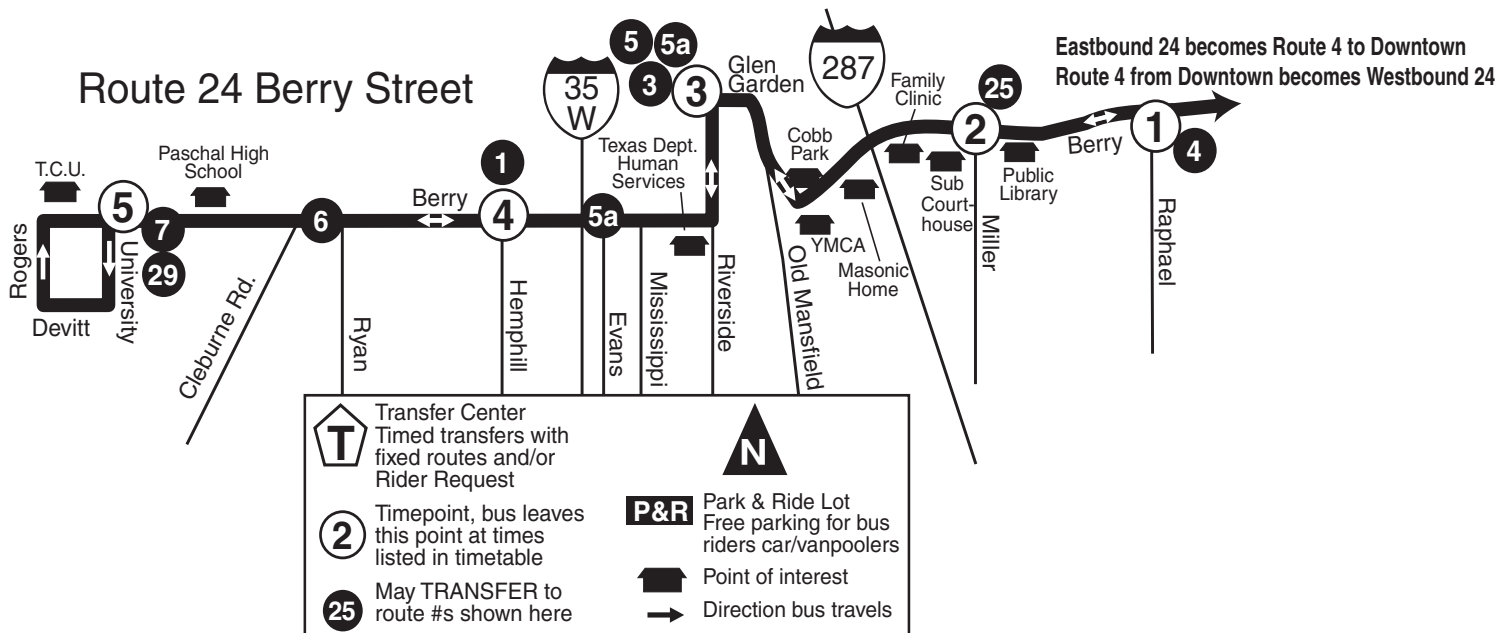 Route 24 Berry Street
Eastbound 24 becomes Route 4 to Downtown
Route 4 from Downtown becomes Westbound 24
5
5a
3
3
35
W
Glen
Garden
287
Family
Clinic
25
2
1
4
Berry
Cobb
Park
Texas Dept.
Human
Services
Sub
Court-
house
Public
Library
T.C.U.
Paschal High
School
5
7
29
6
Berry
1
4
5a
YMCA
Masonic
Home
Rogers
University
Devitt
Cleburne Rd.
Ryan
Hemphill
Evans
Mississippi
Riverside
Old Mansfield
Miller
Raphael
T
Transfer Center
Timed transfers with
fixed routes and/or
Rider Request
2
Timepoint, bus leaves
this point at times
listed in timetable
25
May TRANSFER to
route #s shown here
N
P&R
Park & Ride Lot
Free parking for bus
riders car/vanpoolers
Point of interest
Direction bus travels